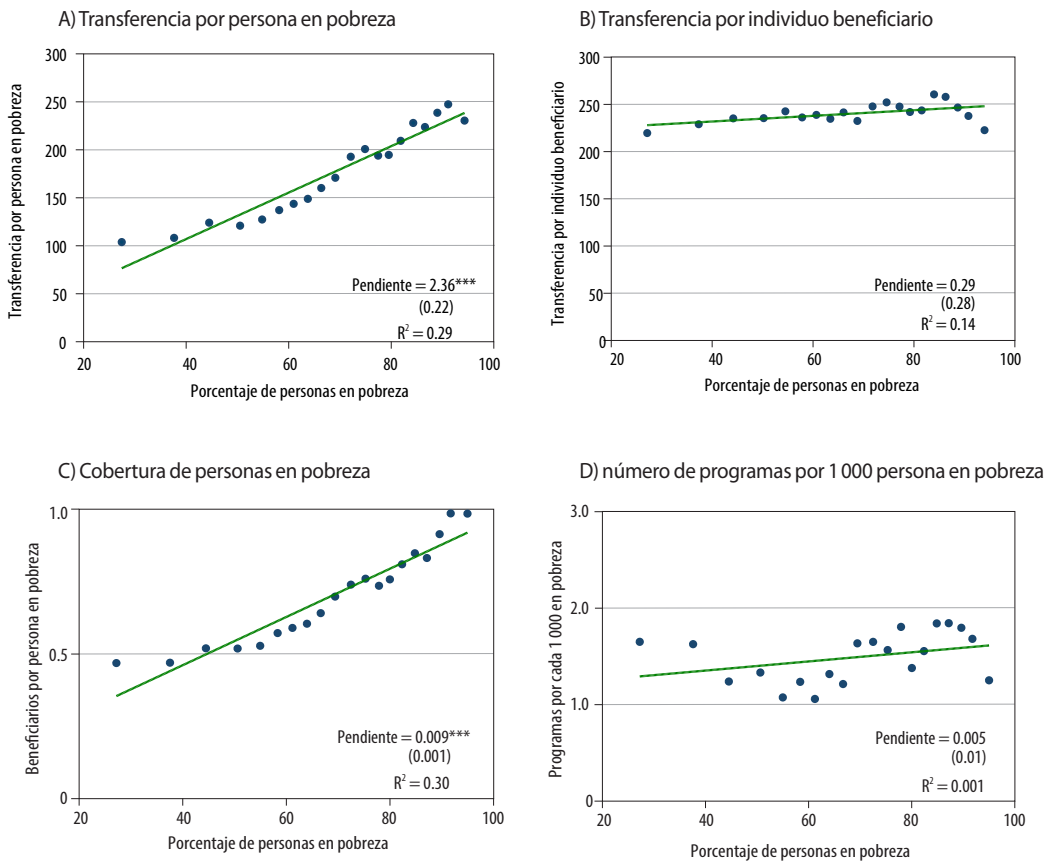 A) Transferencia por persona en pobreza
Transferencia por persona en pobreza
300
250
200
150
100
50
0
20
40
60
80
100
Pendiente = 2.36***
(0.22)
R² = 0.29
Porcentaje de personas en pobreza
B) Transferencia por individuo beneficiario
Transferencia por individuo beneficiario
300
250
200
150
100
50
0
20
40
60
80
100
Pendiente = 0.29
(0.28)
R² = 0.14
Porcentaje de personas en pobreza
C) Cobertura de personas en pobreza
Beneficiarios por persona en pobreza
1.0
0.5
0
20
40
60
80
100
Pendiente = 0.009***
(0.001)
R² = 0.30
Porcentaje de personas en pobreza
D) número de programas por 1 000 persona en pobreza
Programas por cada 1 000 en pobreza
3.0
2.0
1.0
0
20
40
60
80
100
Pendiente = 0.005
(0.01)
R² = 0.001
Porcentaje de personas en pobreza